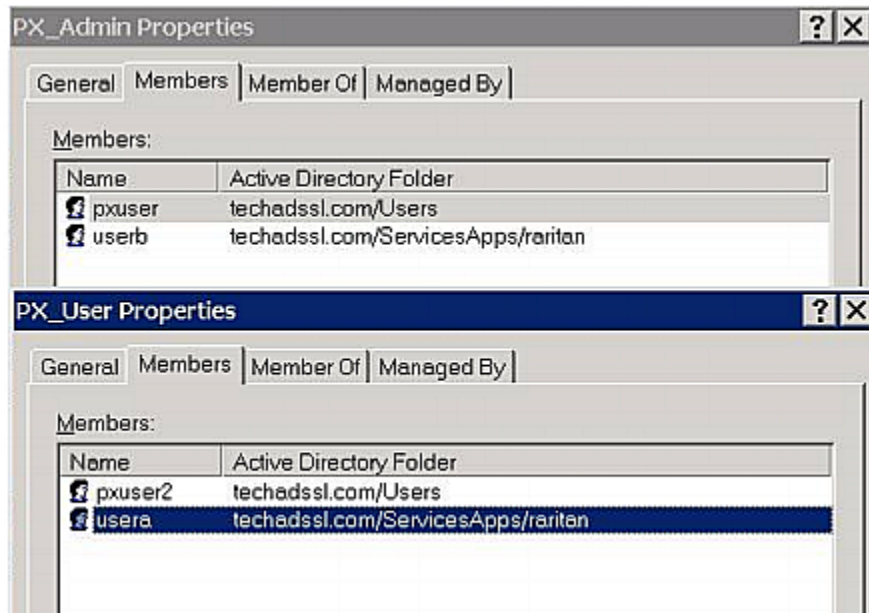 PX_Admin Properties
General Members Member Of Managed By
Members:
Name Active Directory Folder
pxuser techadssl.com/Users
userb techadssl.com/ServicesApps/raritan
PX_User Properties
General Members Member Of Managed By
Members:
Name Active Directory Folder
pxuser2 techadssl.com/Users
usera techadssl.com/ServicesApps/raritan